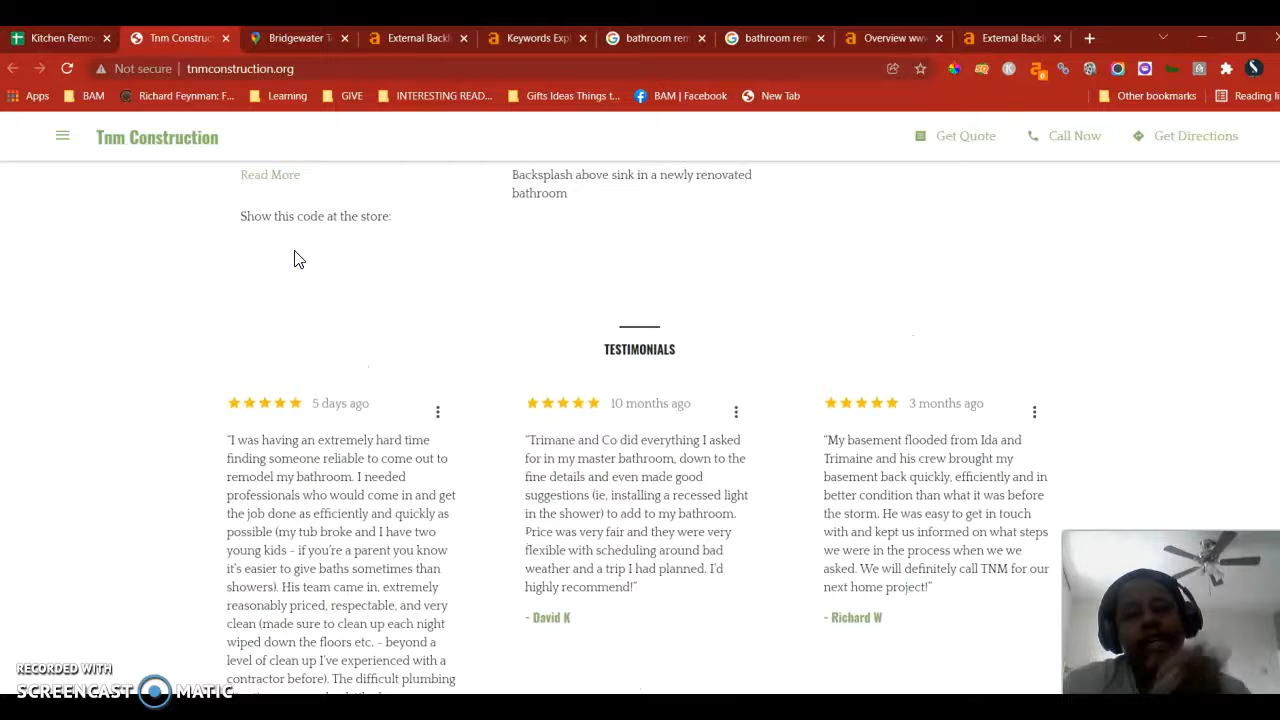 Kitchen Remo
Tnm Construc
Bridgewater T
External Backl
Keywords Expl
bathroom rem
bathroom rem
Overview ww
External Backl
Not secure
tnmconstruction.org
Apps
BAM
Richard Feynman: F...
Learning
GIVE
INTERESTING READ...
Gifts Ideas Things t...
BAM | Facebook
New Tab
Other bookmarks
Reading li
Tnm Construction
Get Quote
Call Now
Get Directions
Read More
Show this code at the store:
Backsplash above sink in a newly renovated
bathroom
TESTIMONIALS
5 days ago
"I was having an extremely hard time
finding someone reliable to come out to
remodel my bathroom. I needed
professionals who would come in and get
the job done as efficiently and quickly as
possible (my tub broke and I have two
young kids - if you're a parent you know
it's easier to give baths sometimes than
showers). His team came in, extremely
reasonably priced, respectable, and very
clean (made sure to clean up each night
wiped down the floors etc. - beyond a
level of clean up I've experienced with a
contractor before). The difficult plumbing
10 months ago
"Trimane and Co did everything I asked
for in my master bathroom, down to the
fine details and even made good
suggestions (ie, installing a recessed light
in the shower) to add to my bathroom.
Price was very fair and they were very
flexible with scheduling around bad
weather and a trip I had planned. I'd
highly recommend!"
- David K
3 months ago
"My basement flooded from Ida and
Trimaine and his crew brought my
basement back quickly, efficiently and in
better condition than what it was before
the storm. He was easy to get in touch
with and kept us informed on what steps
we were in the process when we we
asked. We will definitely call TNM for our
next home project!"
- Richard W
RECORDED WITH
SCREENCAST MATIC